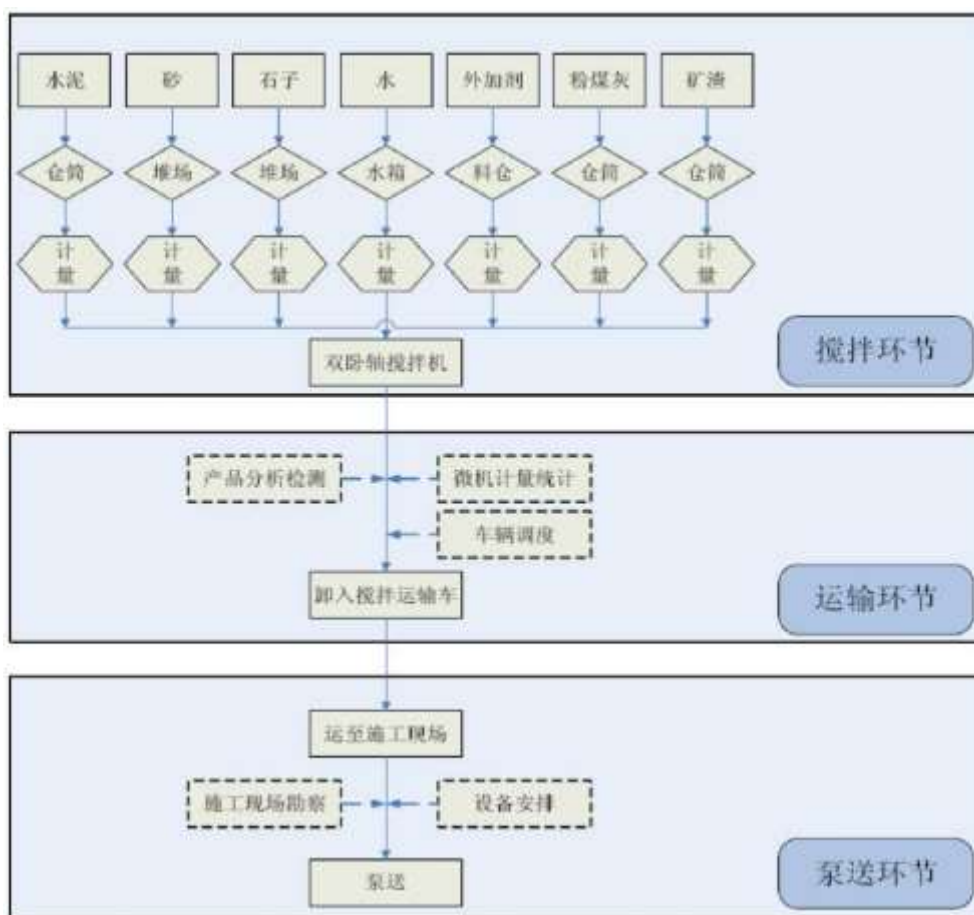 水泥 砂 石子 水 外加剂 粉煤灰 矿渣
仓筒 堆场 堆场 水箱 料仓 仓筒 仓筒
计量 计量 计量 计量 计量 计量 计量
双卧轴搅拌机
搅拌环节
产品分析检测 微机计量统计
车辆调度
卸入搅拌运输车
运输环节
运至施工现场
施工现场勘察 设备安排
泵送
泵送环节